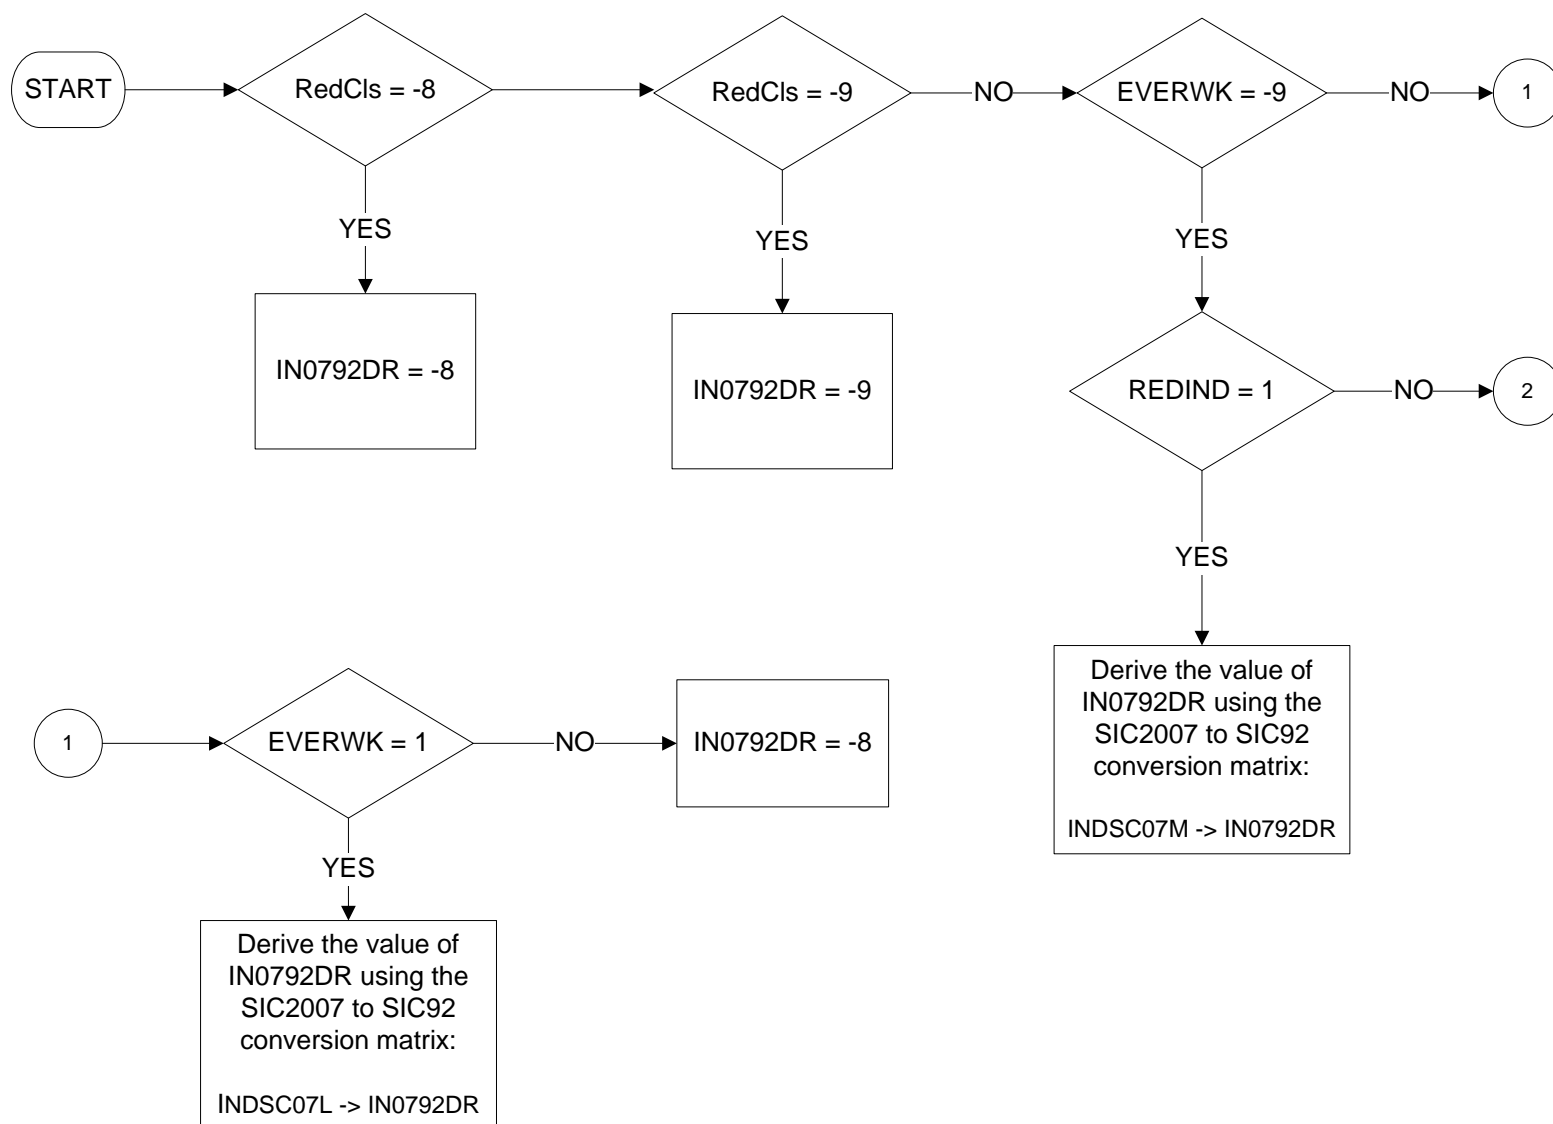 START
RedCls = -8
RedCls = -9
NO
EVERWK = -9
NO
1
YES
YES
YES
IN0792DR = -8
IN0792DR = -9
REDIND = 1
NO
2
YES
Derive the value of
IN0792DR using the
SIC2007 to SIC92
conversion matrix:
INDSC07M -> IN0792DR
1
EVERWK = 1
NO
IN0792DR = -8
YES
Derive the value of
IN0792DR using the
SIC2007 to SIC92
conversion matrix:
INDSC07L -> IN0792DR